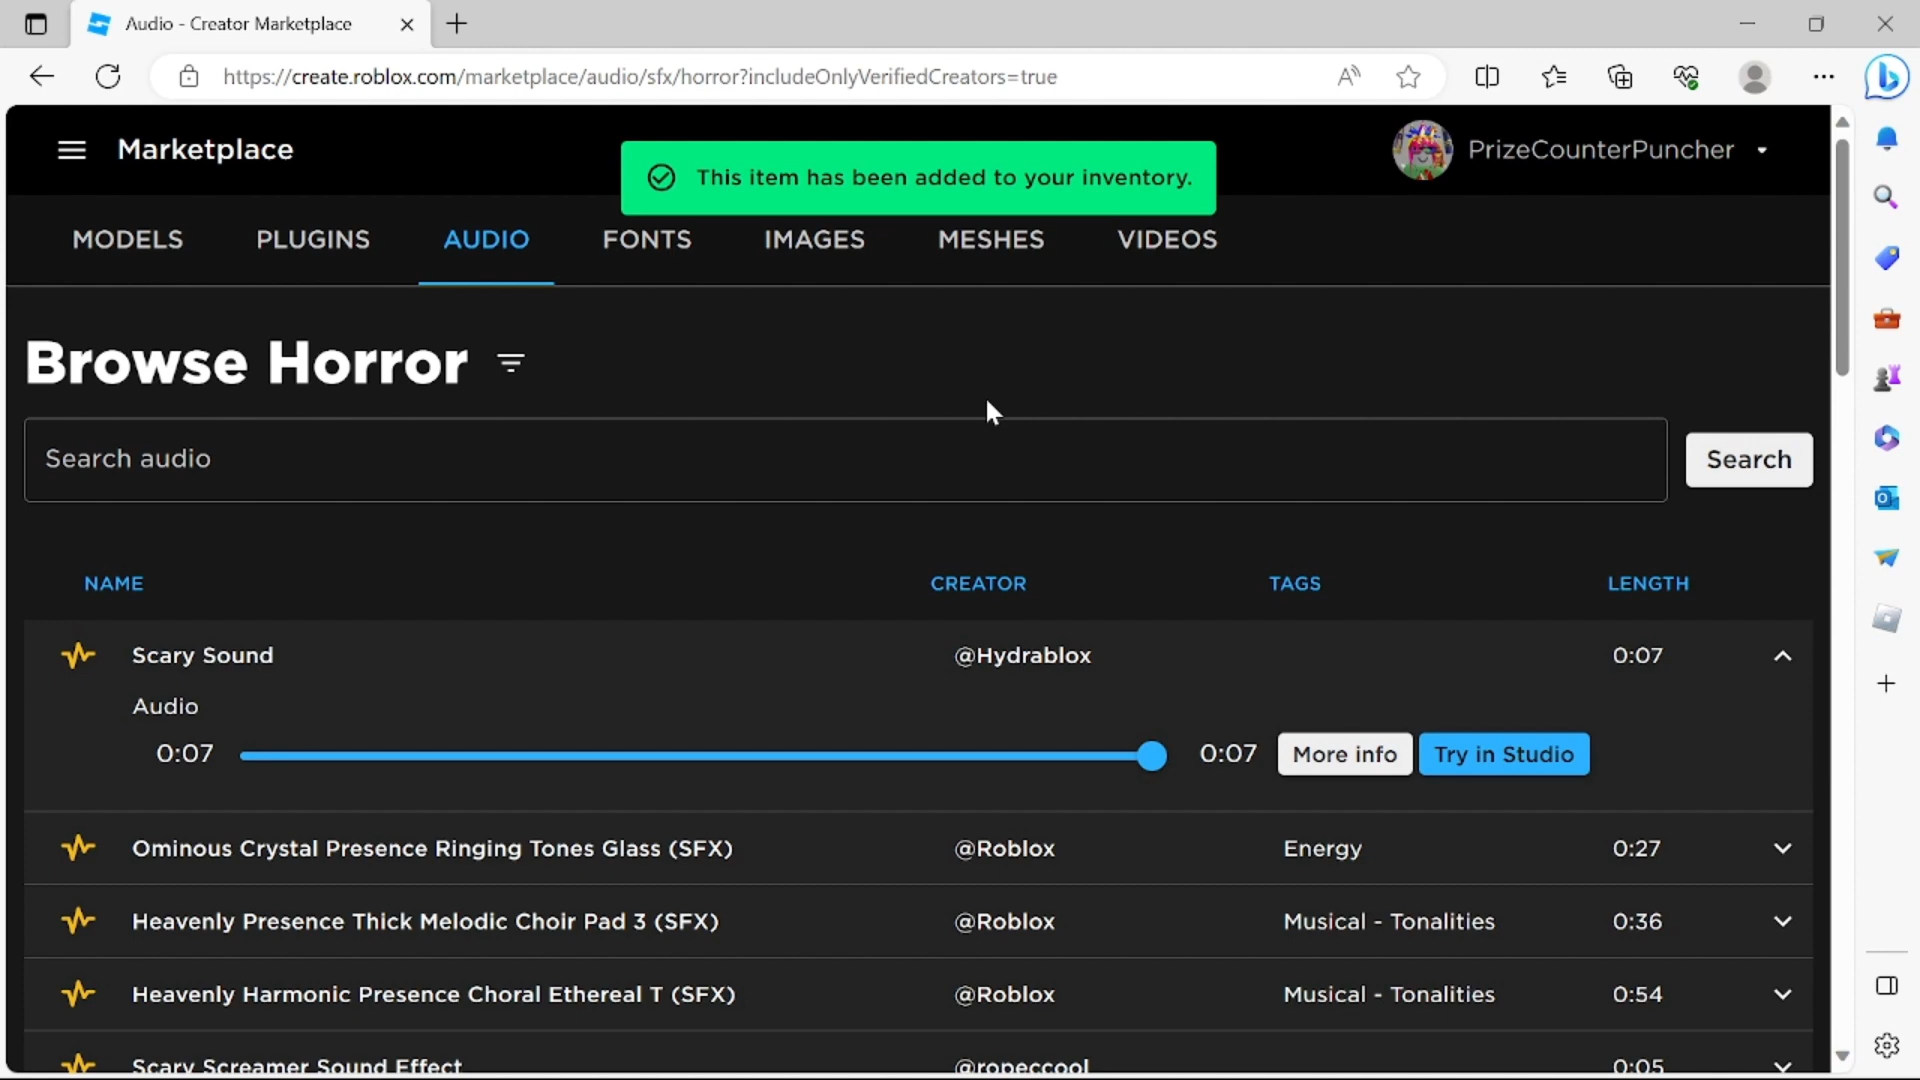 Audio - Creator Marketplace
https://create.roblox.com/marketplace/audio/sfx/horror?includeOnlyVerifiedCreators=true
Marketplace
This item has been added to your inventory.
PrizeCounterPuncher
MODELS PLUGINS AUDIO FONTS IMAGES MESHES VIDEOS
Browse Horror
Search audio
Search
NAME CREATOR TAGS LENGTH
Scary Sound @Hydrablox 0:07
Audio
0:07 0:07 More info Try in Studio
Ominous Crystal Presence Ringing Tones Glass (SFX) @Roblox Energy 0:27
Heavenly Presence Thick Melodic Choir Pad 3 (SFX) @Roblox Musical - Tonalities 0:36
Heavenly Harmonic Presence Choral Ethereal T (SFX) @Roblox Musical - Tonalities 0:54
Scary Screamer Sound Effect @ropeccool 0:05